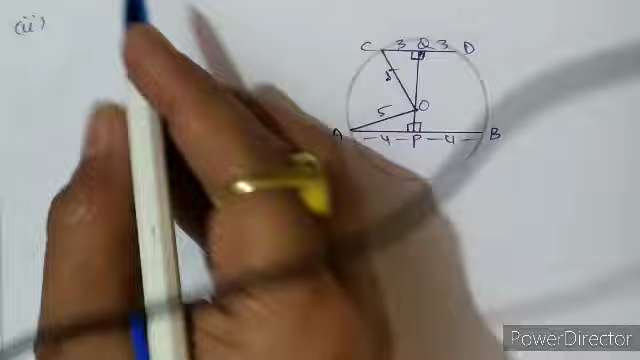 (ii)
C 3 Q 3 D
5
5 O
A - 4 - P - 4 - B
PowerDirector